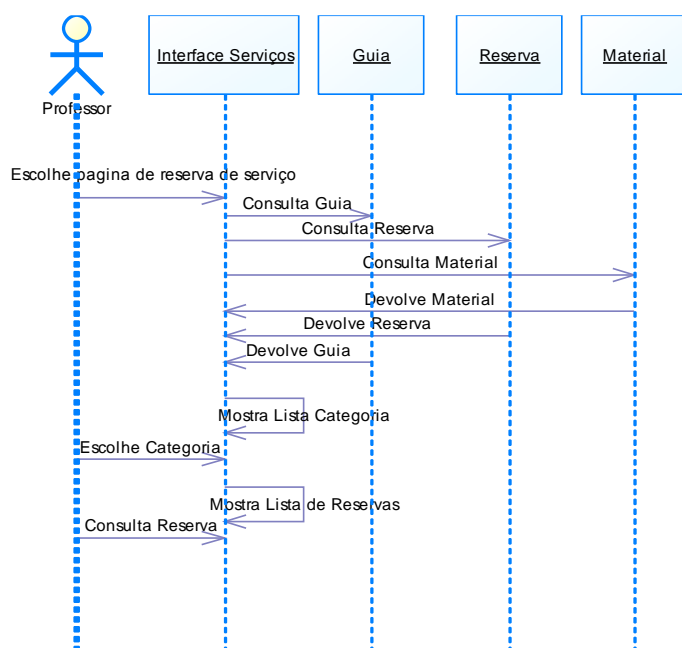 Interface Serviços
Guia
Reserva
Material
Professor
Escolhe pagina de reserva de serviço
Consulta Guia
Consulta Reserva
Consulta Material
Devolve Material
Devolve Reserva
Devolve Guia
Mostra Lista Categoria
Escolhe Categoria
Mostra Lista de Reservas
Consulta Reserva